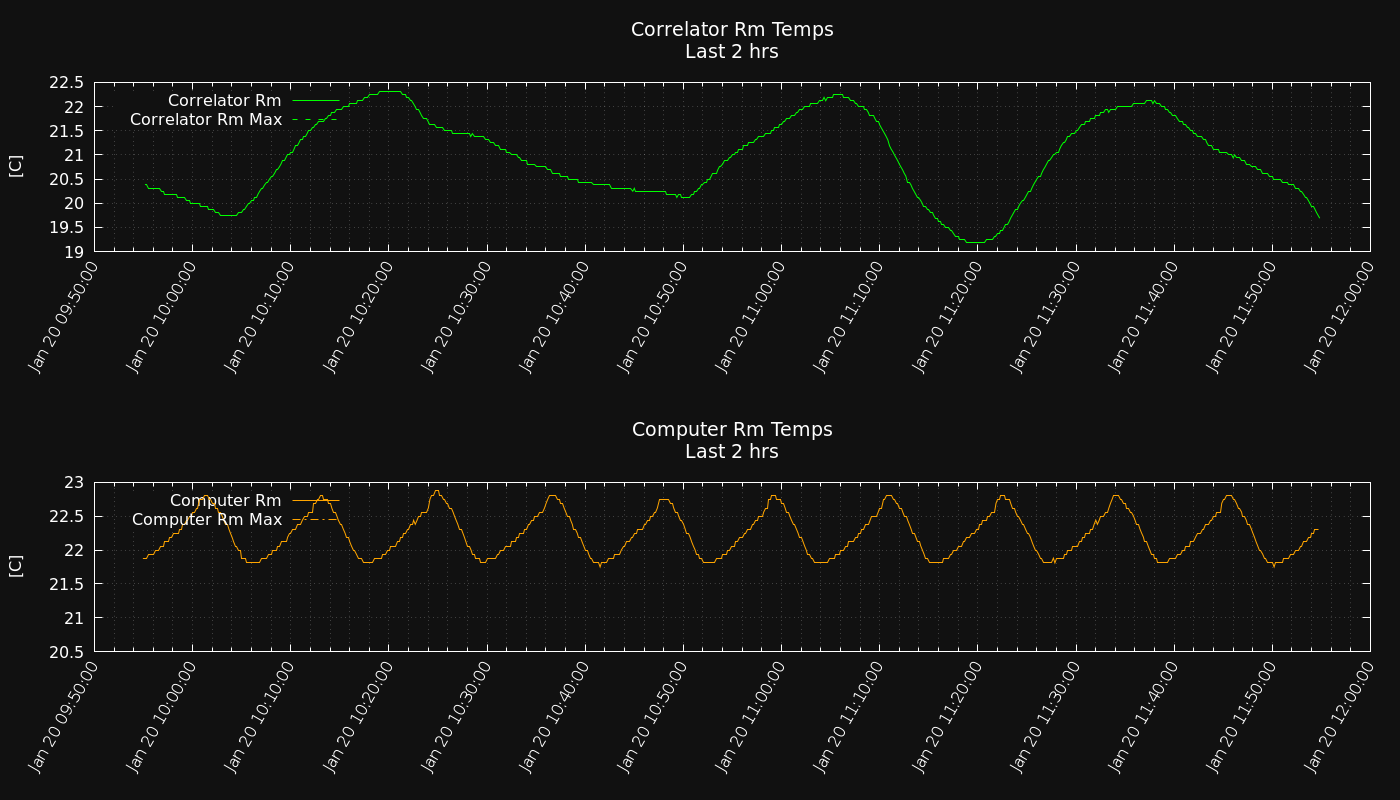 Correlator Rm Temps
Last 2 hrs
22.5
22
21.5
21
20.5
20
19.5
19
[C]
Correlator Rm
Correlator Rm Max
Jan 20 09:50:00
Jan 20 10:00:00
Jan 20 10:10:00
Jan 20 10:20:00
Jan 20 10:30:00
Jan 20 10:40:00
Jan 20 10:50:00
Jan 20 11:00:00
Jan 20 11:10:00
Jan 20 11:20:00
Jan 20 11:30:00
Jan 20 11:40:00
Jan 20 11:50:00
Jan 20 12:00:00
Computer Rm Temps
Last 2 hrs
23
22.5
22
21.5
21
20.5
[C]
Computer Rm
Computer Rm Max
Jan 20 09:50:00
Jan 20 10:00:00
Jan 20 10:10:00
Jan 20 10:20:00
Jan 20 10:30:00
Jan 20 10:40:00
Jan 20 10:50:00
Jan 20 11:00:00
Jan 20 11:10:00
Jan 20 11:20:00
Jan 20 11:30:00
Jan 20 11:40:00
Jan 20 11:50:00
Jan 20 12:00:00